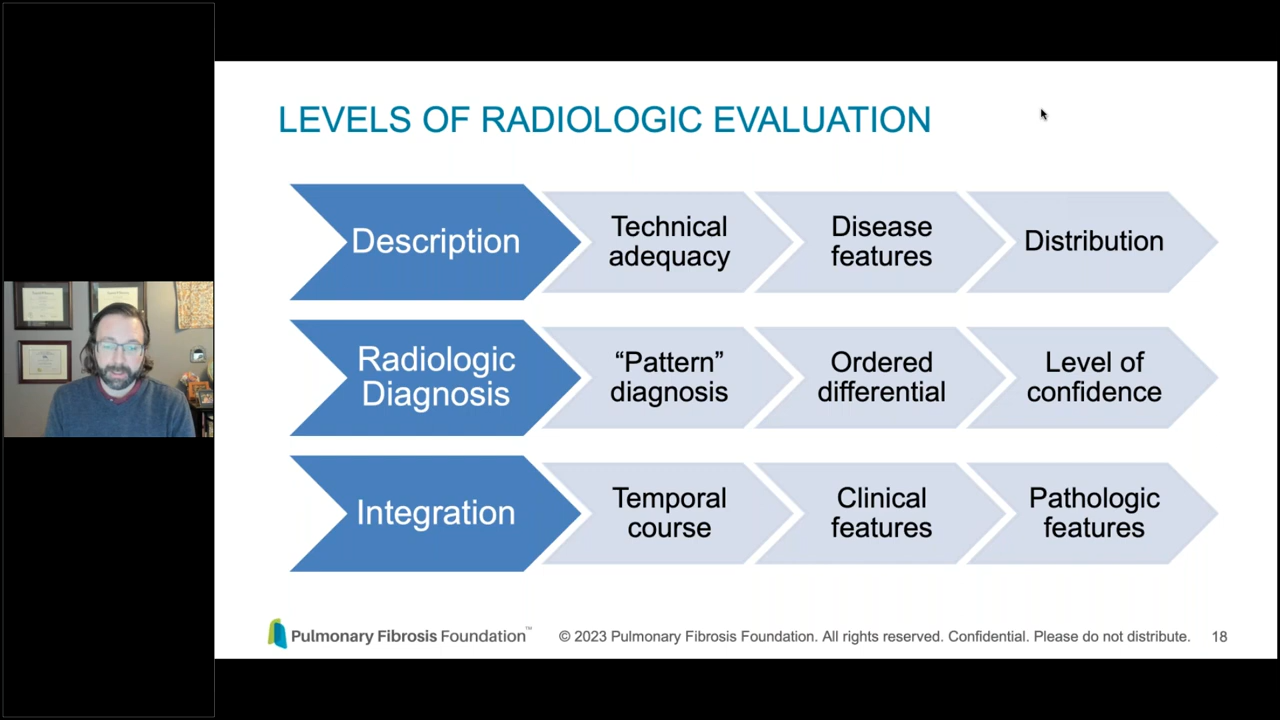 LEVELS OF RADIOLOGIC EVALUATION
Description
Technical
adequacy
Disease
features
Distribution
Radiologic
Diagnosis
“Pattern”
diagnosis
Ordered
differential
Level of
confidence
Integration
Temporal
course
Clinical
features
Pathologic
features
Pulmonary Fibrosis Foundation™
© 2023 Pulmonary Fibrosis Foundation. All rights reserved. Confidential. Please do not distribute.
18